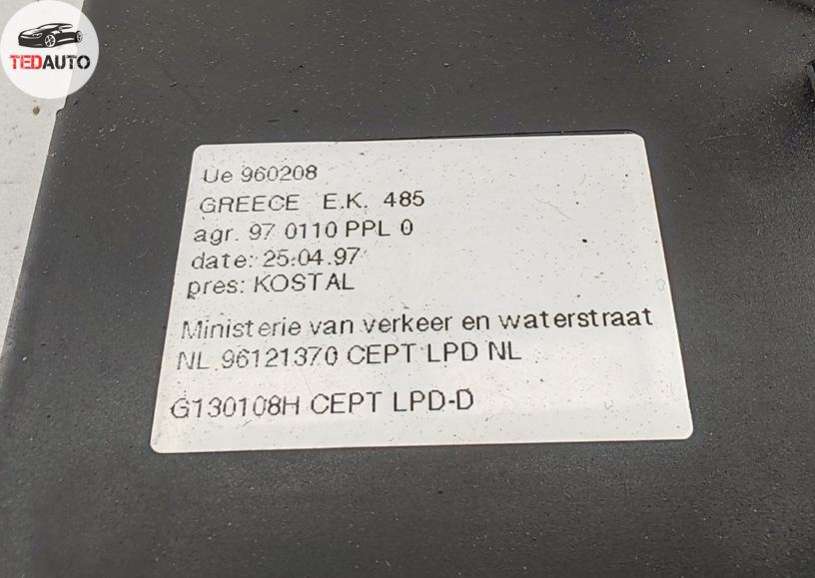 TEDAUTO
Ue 960208
GREECE E.K. 485
agr. 97 0110 PPL 0
date: 25.04.97
pres: KOSTAL
Ministerie van verkeer en waterstraat
NL 96121370 CEPT LPD NL
G130108H CEPT LPD-D